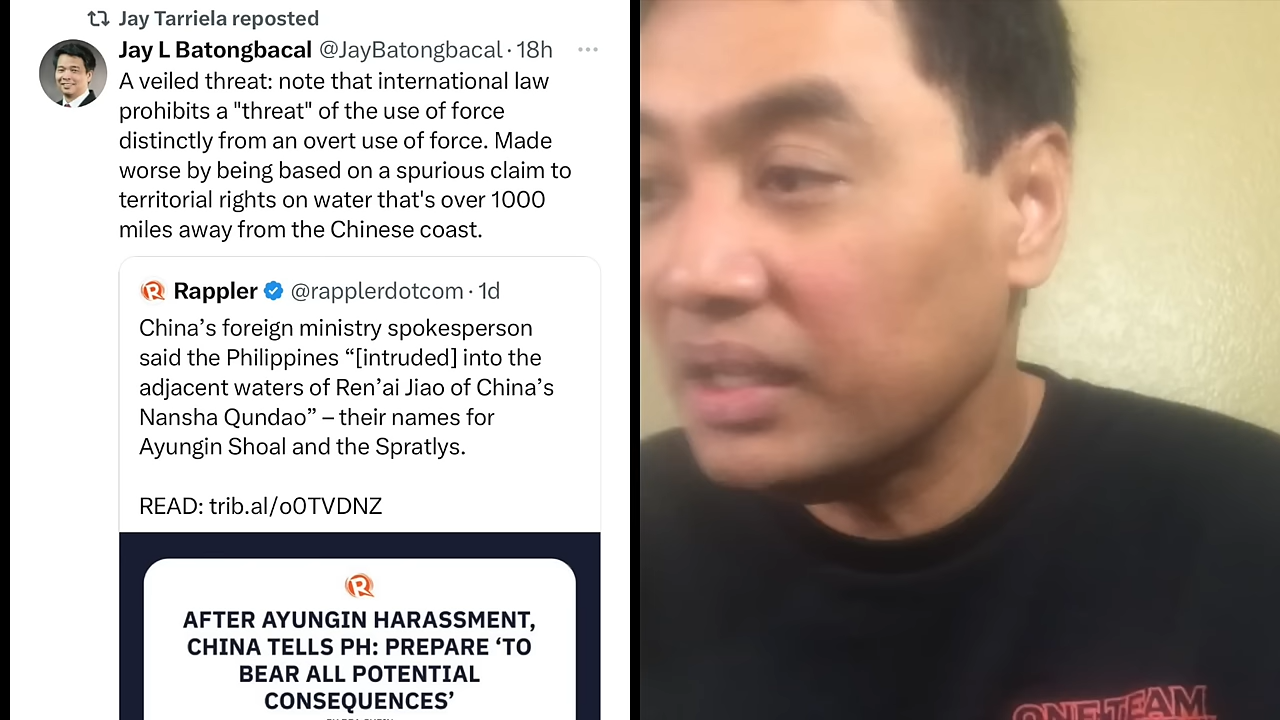 Jay Tarriela reposted
Jay L Batongbacal @JayBatongbacal · 18h
A veiled threat: note that international law
prohibits a "threat" of the use of force
distinctly from an overt use of force. Made
worse by being based on a spurious claim to
territorial rights on water that's over 1000
miles away from the Chinese coast.
Rappler @rapplerdotcom · 1d
China’s foreign ministry spokesperson
said the Philippines “[intruded] into the
adjacent waters of Ren’ai Jiao of China’s
Nansha Qundao” – their names for
Ayungin Shoal and the Spratlys.
READ: trib.al/o0TVDNZ
R
AFTER AYUNGIN HARASSMENT,
CHINA TELLS PH: PREPARE ‘TO
BEAR ALL POTENTIAL
CONSEQUENCES’
ONE TEAM